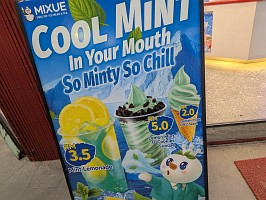 MIXUE
COOL MINT
In Your Mouth
So Minty So Chill
RM
2.0
RM
5.0
RM
3.5
Mint Lemonade